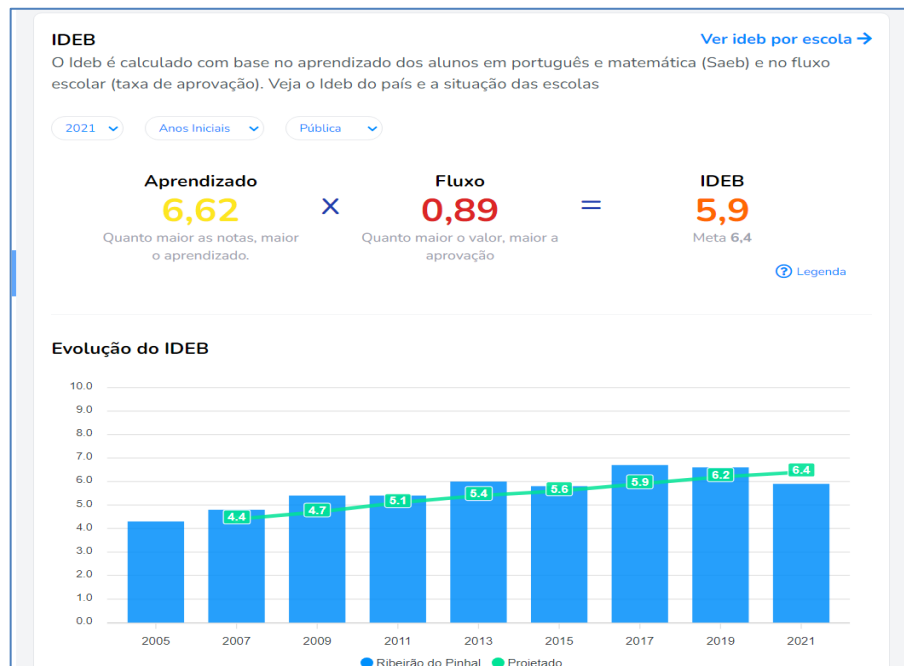 IDEB
Ver ideb por escola →
O Ideb é calculado com base no aprendizado dos alunos em português e matemática (Saeb) e no fluxo
escolar (taxa de aprovação). Veja o Ideb do país e a situação das escolas
2021 Anos Iniciais Pública
Aprendizado Fluxo IDEB
6,62 × 0,89 = 5,9
Quanto maior as notas, maior Quanto maior o valor, maior a Meta 6,4
o aprendizado. aprovação
? Legenda
Evolução do IDEB
10.0
9.0
8.0
7.0
6.0
5.0
4.0
3.0
2.0
1.0
0.0
4.4 4.7 5.1 5.4 5.6 5.9 6.2 6.4
2005 2007 2009 2011 2013 2015 2017 2019 2021
Ribeirão do Pinhal Projetado